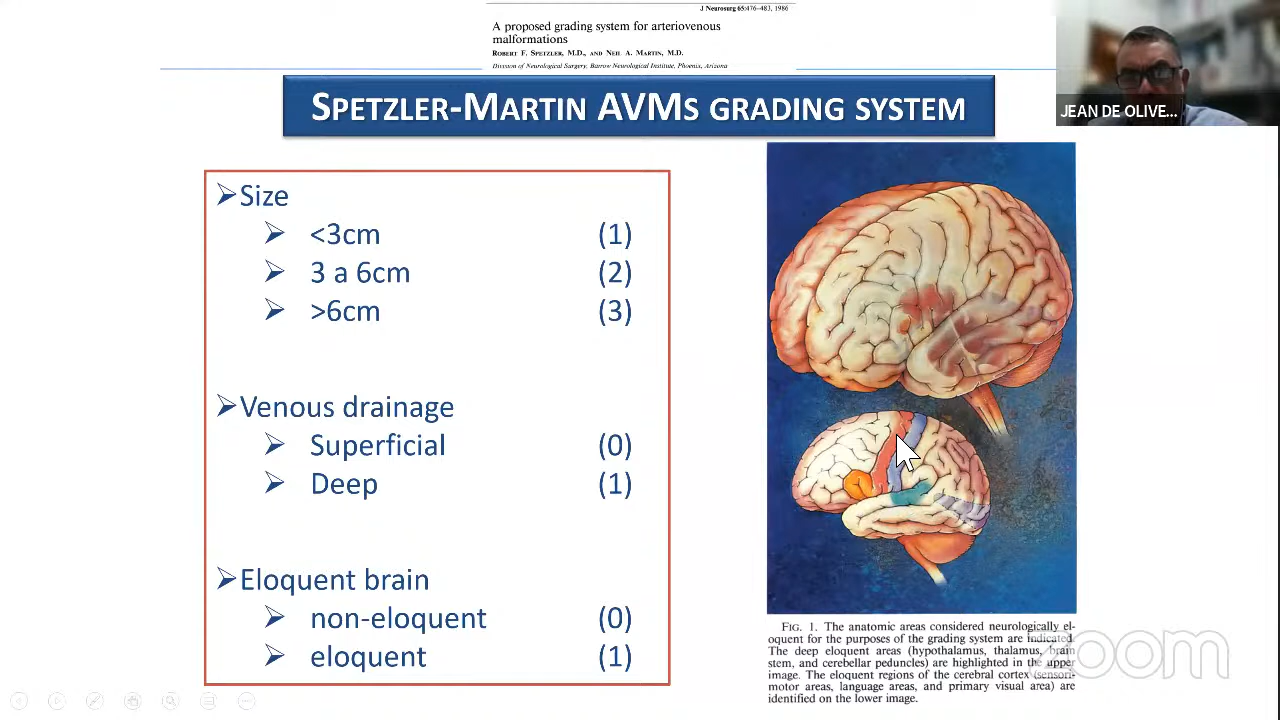 J Neurosurg 65:476–483, 1986
A proposed grading system for arteriovenous
malformations
ROBERT F. SPETZLER, M.D., AND NEIL A. MARTIN, M.D.
Division of Neurological Surgery, Barrow Neurological Institute, Phoenix, Arizona
SPETZLER-MARTIN AVMS GRADING SYSTEM
JEAN DE OLIVE...
Size
<3cm (1)
3 a 6cm (2)
>6cm (3)
Venous drainage
Superficial (0)
Deep (1)
Eloquent brain
non-eloquent (0)
eloquent (1)
FIG. 1. The anatomic areas considered neurologically el-
oquent for the purposes of the grading system are indicated.
The deep eloquent areas (hypothalamus, thalamus, brain
stem, and cerebellar peduncles) are highlighted in the upper
image. The eloquent regions of the cerebral cortex (sensori-
motor areas, language areas, and primary visual area) are
identified on the lower image.
zoom